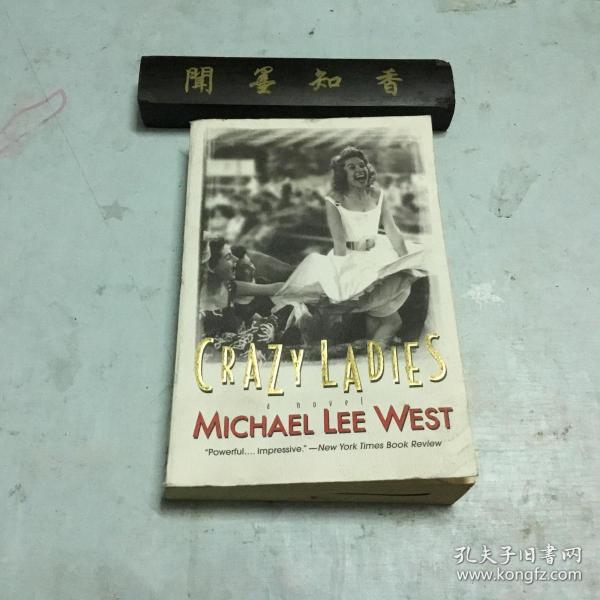 聞墨知香
CRAZY LADIES
a novel
MICHAEL LEE WEST
"Powerful.... Impressive."—New York Times Book Review
孔夫子旧书网
www.kongfz.com